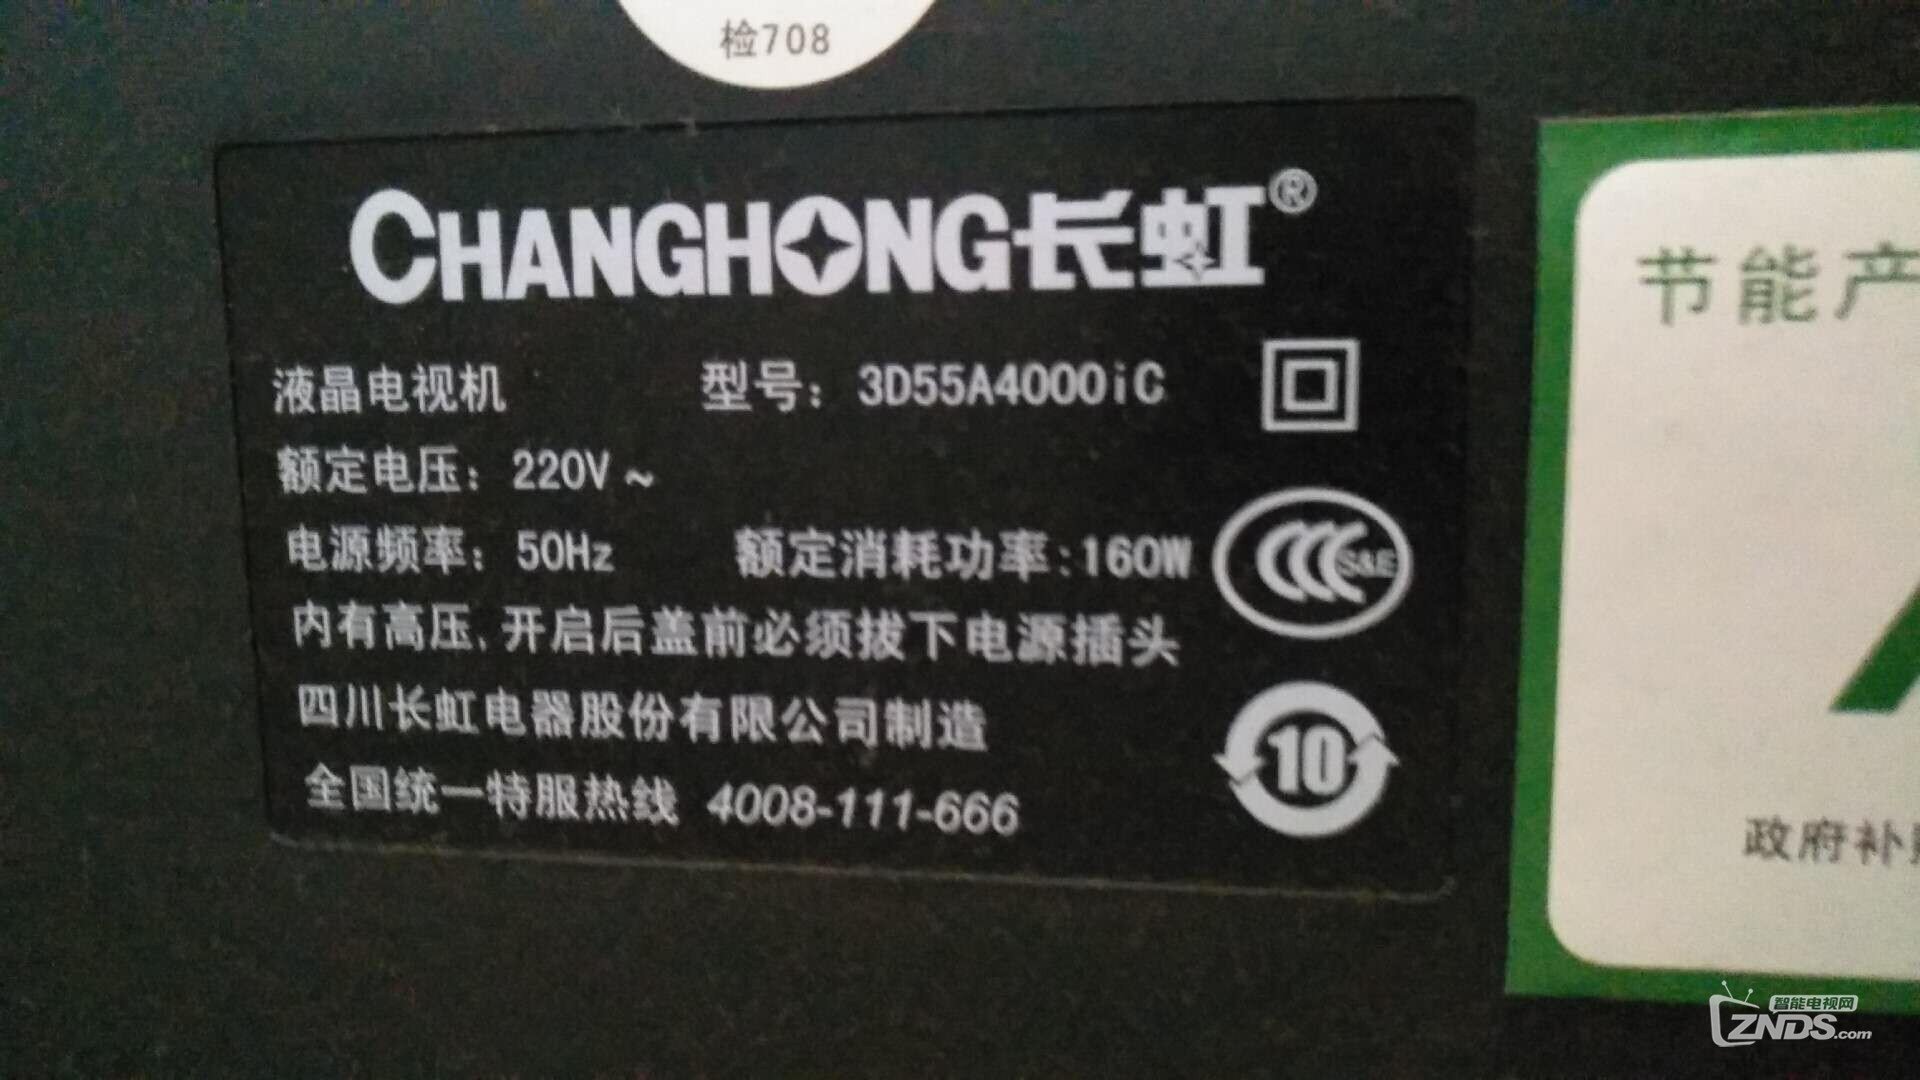 检708
CHANGHONG长虹®
液晶电视机 型号：3D55A4000iC
额定电压：220V～
电源频率：50Hz 额定消耗功率:160W
S&E
内有高压,开启后盖前必须拔下电源插头
四川长虹电器股份有限公司制造
10
全国统一特服热线 4008-111-666
节能产
政府补
智能电视网
ZNDS.com